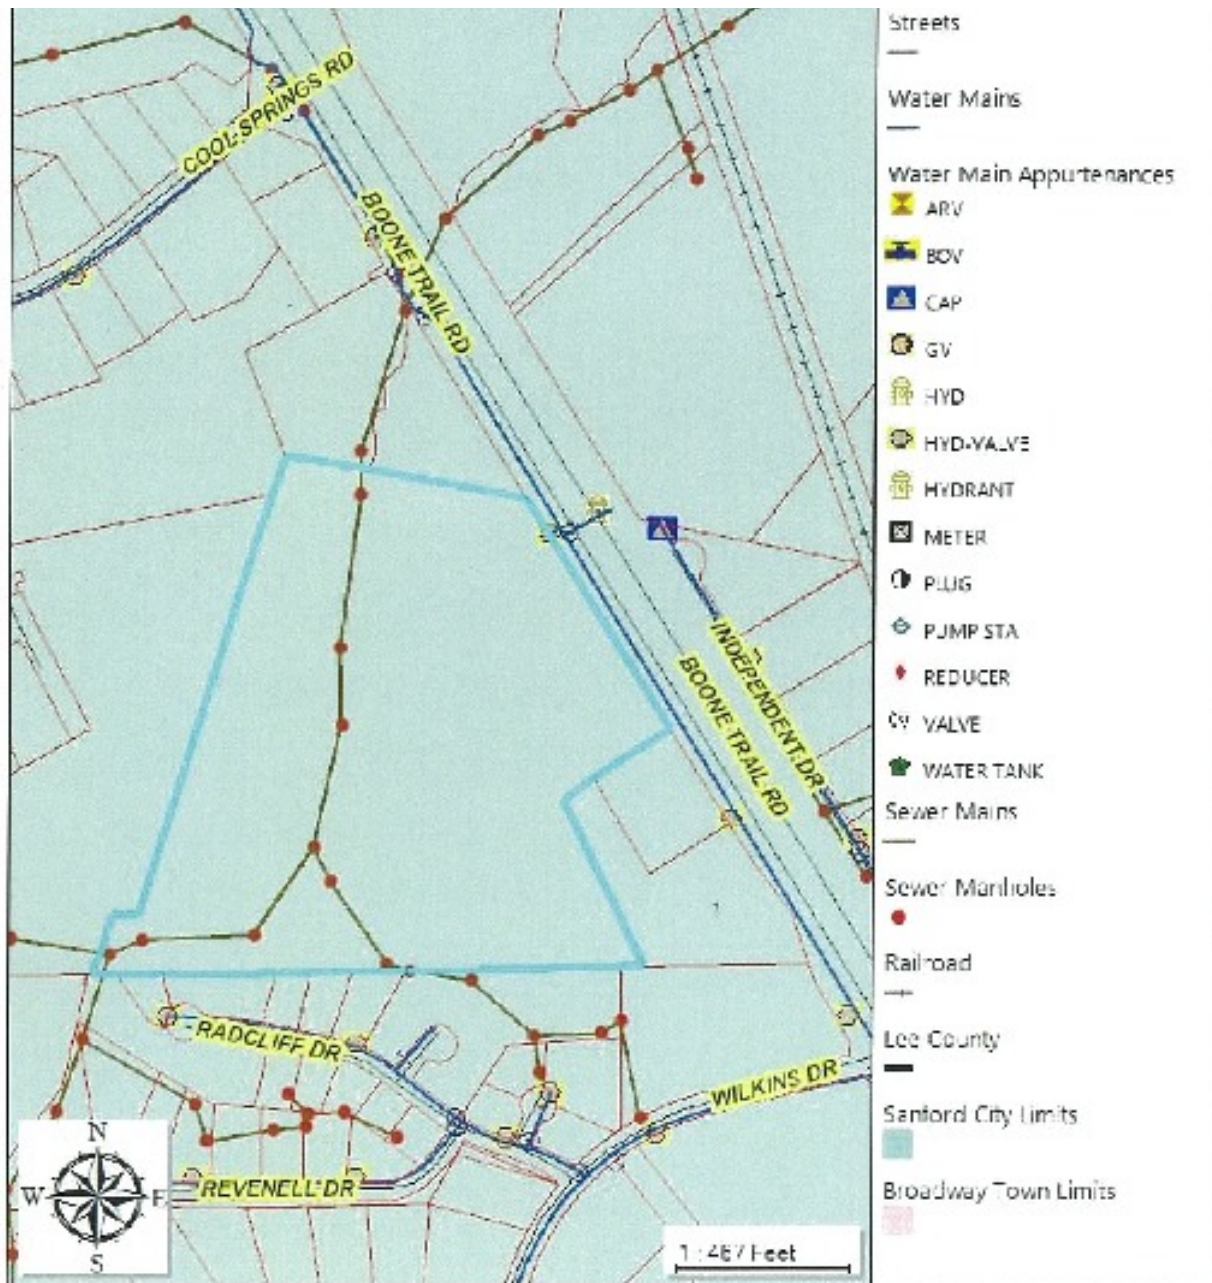 COOL SPRINGS RD
BOONE TRAIL RD
INDEPENDENT DR
BOONE TRAIL RD
RADCLIFF DR
WILKINS DR
REVENELL DR
N
W E
S
1 : 467 Feet
Streets
Water Mains
Water Main Appurtenances
ARV
BOV
CAP
GV
HYD
HYD-VALVE
HYDRANT
METER
PLUG
PUMP STA
REDUCER
VALVE
WATER TANK
Sewer Mains
Sewer Manholes
Railroad
Lee County
Sanford City Limits
Broadway Town Limits